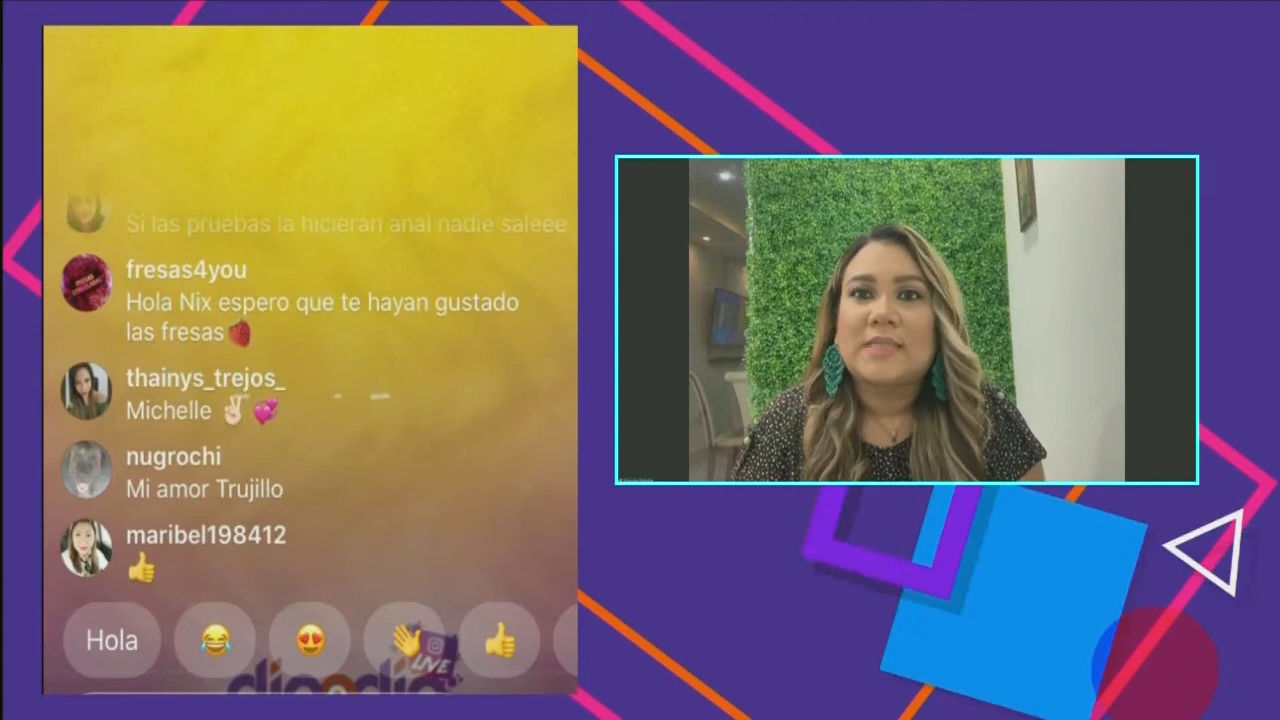 Si las pruebas la hicieran anal nadie saleee
fresas4you
Hola Nix espero que te hayan gustado
las fresas
thainys_trejos_
Michelle
nugrochi
Mi amor Trujillo
maribel198412
Hola
LIVE